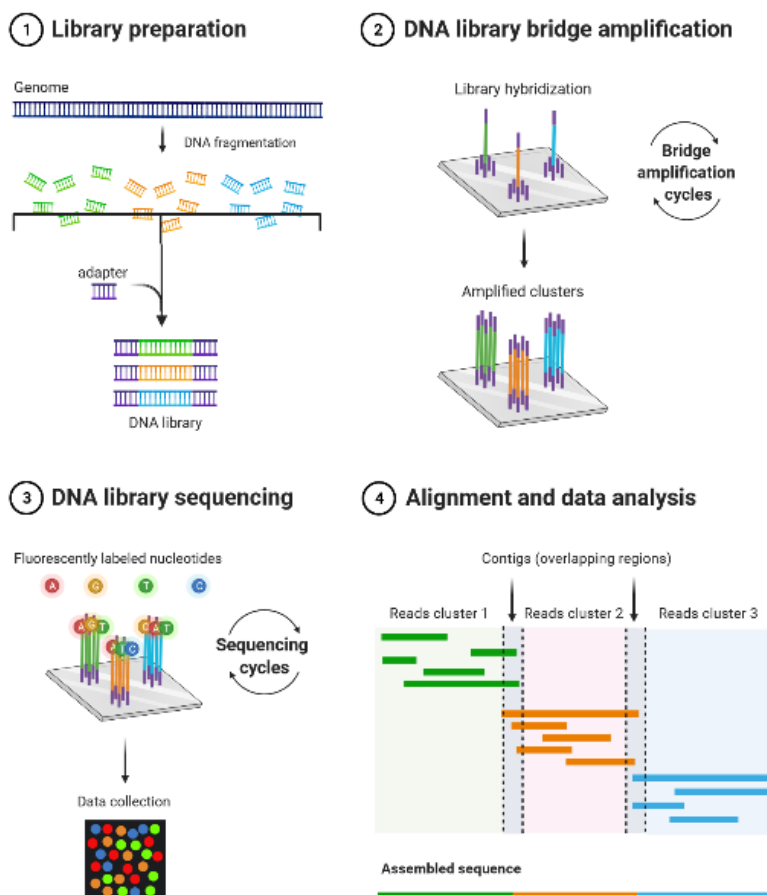 1 Library preparation
Genome
DNA fragmentation
adapter
DNA library
2 DNA library bridge amplification
Library hybridization
Bridge
amplification
cycles
Amplified clusters
3 DNA library sequencing
Fluorescently labeled nucleotides
A G T C
A G T C A T
A T C
Sequencing
cycles
Data collection
4 Alignment and data analysis
Contigs (overlapping regions)
Reads cluster 1 Reads cluster 2 Reads cluster 3
Assembled sequence